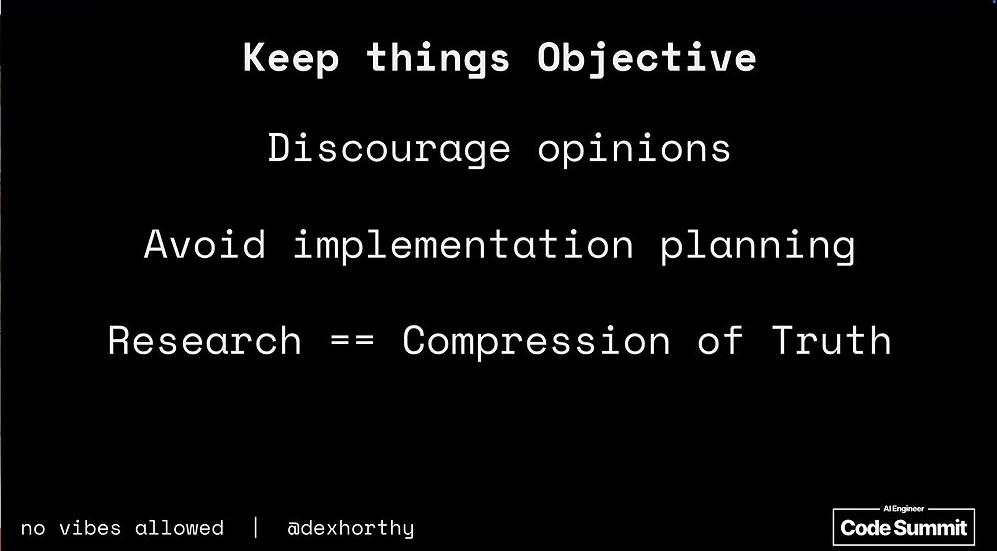 Keep things Objective
Discourage opinions
Avoid implementation planning
Research == Compression of Truth
no vibes allowed | @dexhorthy
AI Engineer
Code Summit